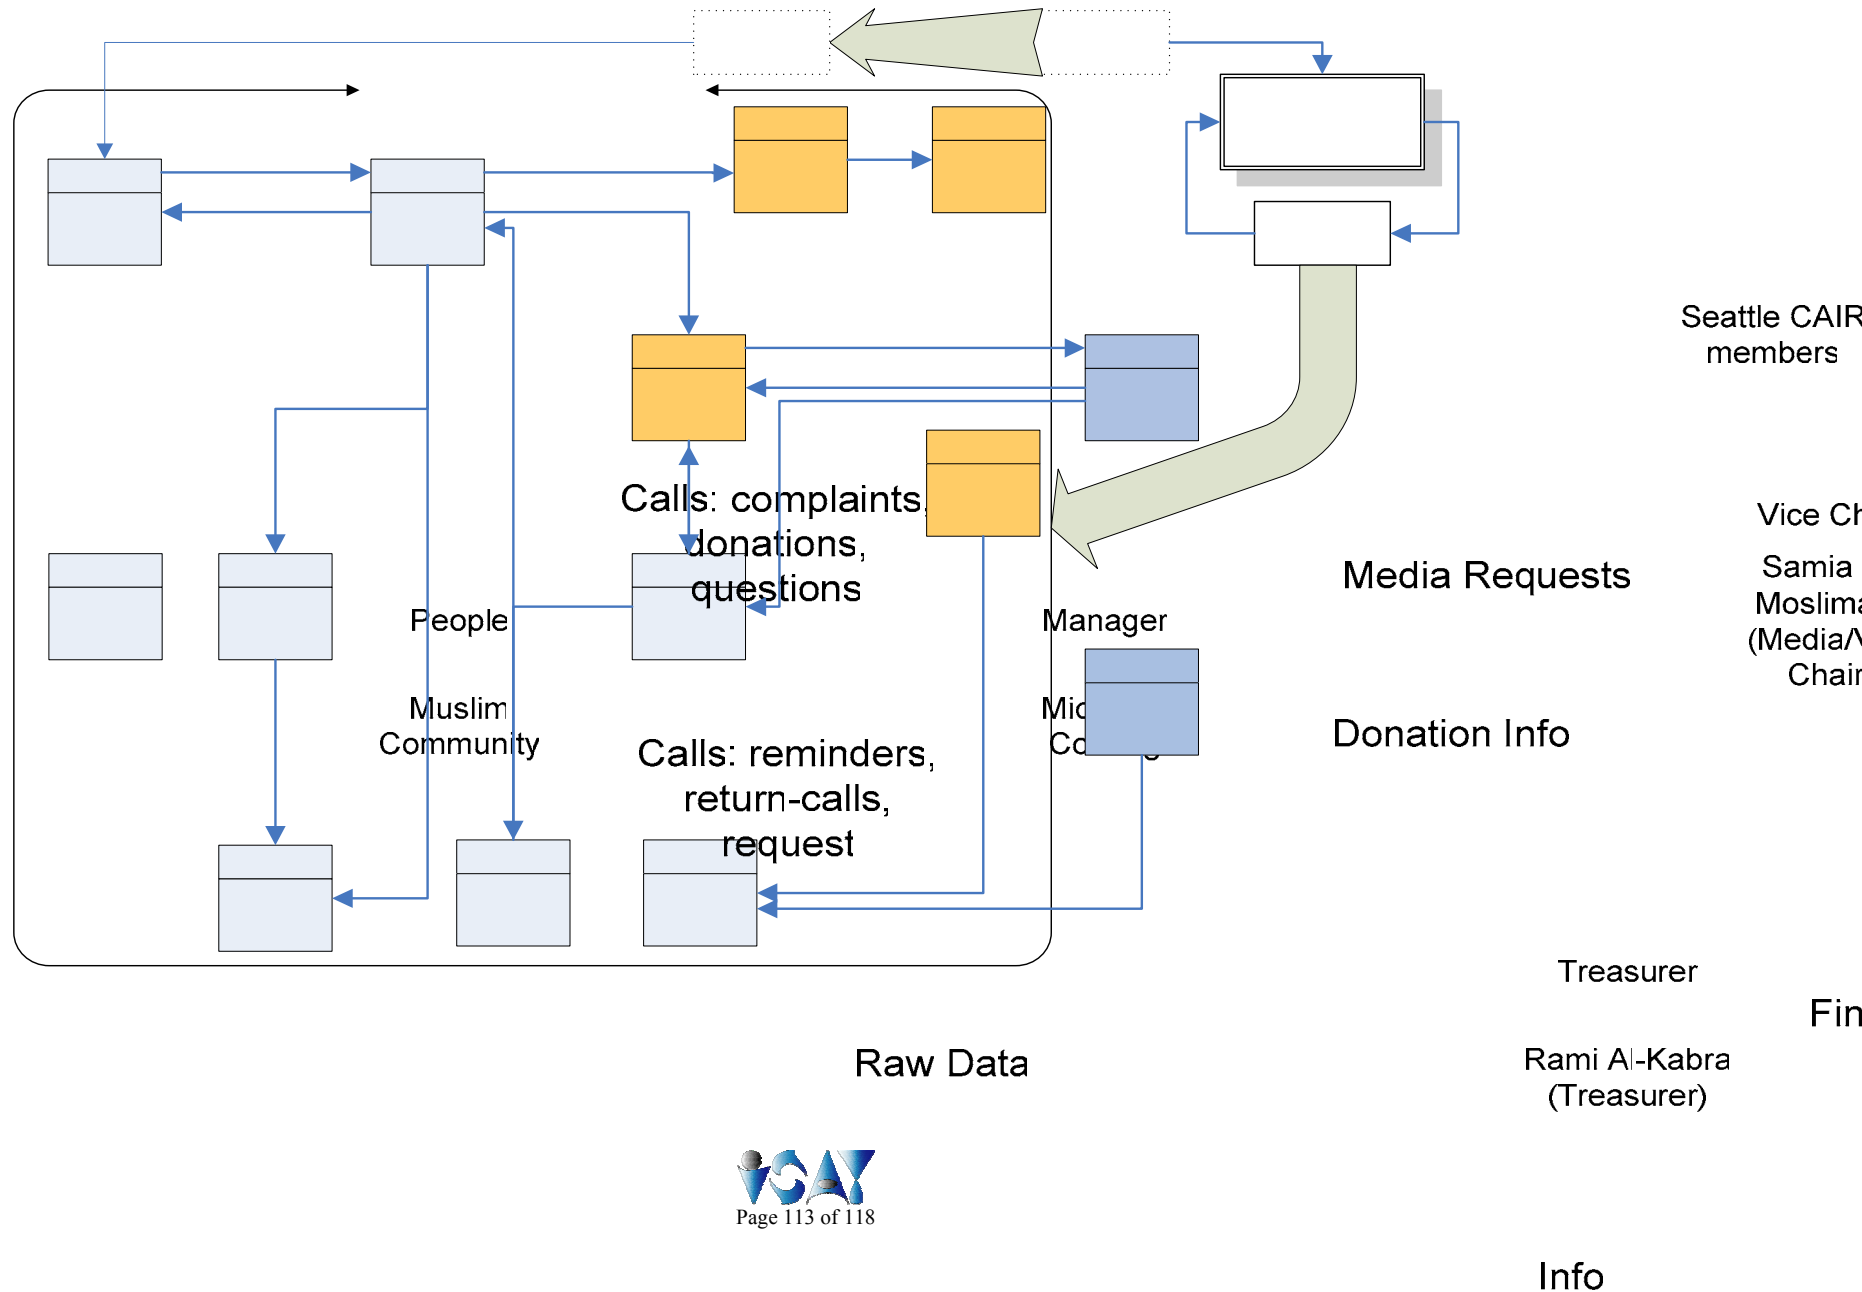 Seattle CAIR
members
Calls: complaints,
donations,
questions
Vice Ch
Media Requests
Samia
Moslima
(Media/V
Chair
People
Manager
Muslim
Community
Donation Info
Calls: reminders,
return-calls,
request
Treasurer
Fin
Raw Data
Rami Al-Kabra
(Treasurer)
iSAY
Page 113 of 118
Info